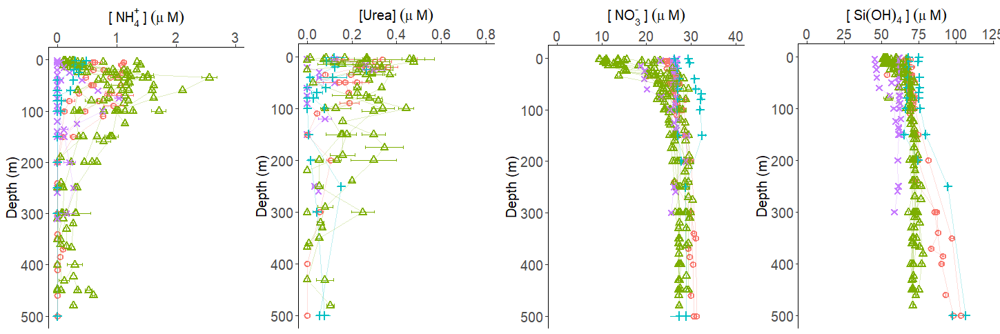 [ NH₄⁺ ] (μ M)
0 1 2 3
0
100
200
300
400
500
Depth (m)
[Urea] (μ M)
0.0 0.2 0.4 0.6 0.8
0
100
200
300
400
500
Depth (m)
[ NO₃⁻ ] (μ M)
0 10 20 30 40
0
100
200
300
400
500
Depth (m)
[ Si(OH)₄ ] (μ M)
0 25 50 75 100 125
0
100
200
300
400
500
Depth (m)